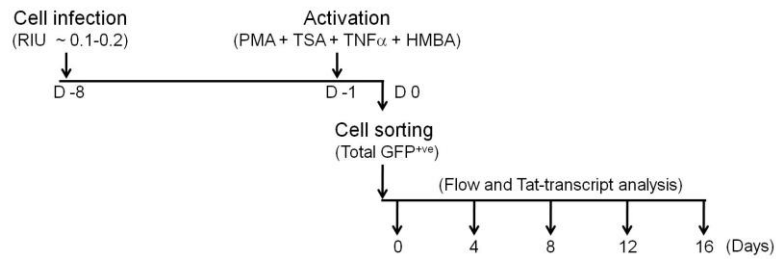 Cell infection
(RIU ~ 0.1-0.2)
Activation
(PMA + TSA + TNFα + HMBA)
D -8
D -1
D 0
Cell sorting
(Total GFP+ve)
(Flow and Tat-transcript analysis)
0 4 8 12 16 (Days)